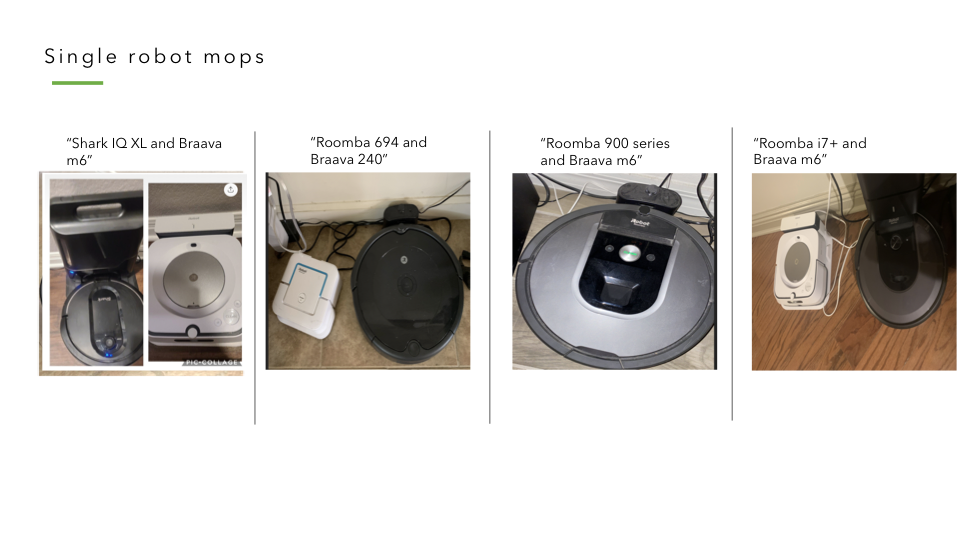 Single robot mops
“Shark IQ XL and Braava
m6”
“Roomba 694 and
Braava 240”
“Roomba 900 series
and Braava m6”
“Roomba i7+ and
Braava m6”
PIC•COLLAGE
iRobot